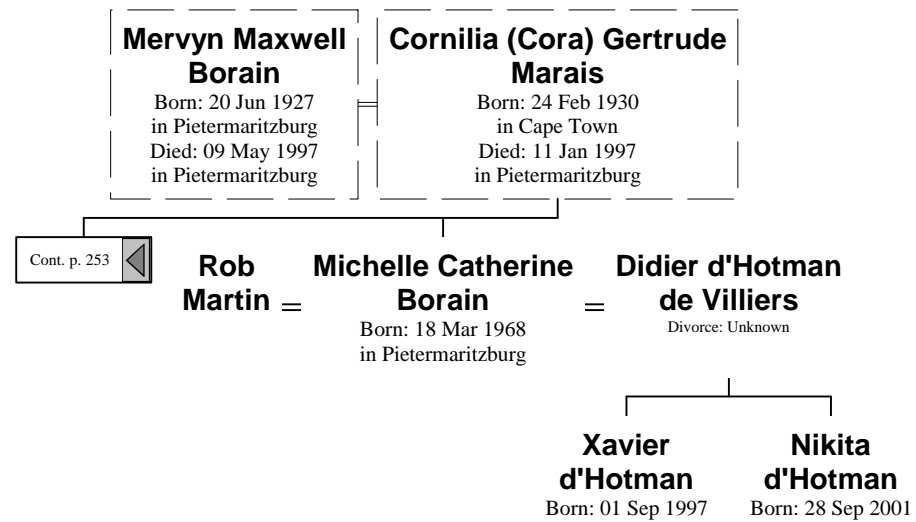 Mervyn Maxwell
Borain
Born: 20 Jun 1927
in Pietermaritzburg
Died: 09 May 1997
in Pietermaritzburg
Cornilia (Cora) Gertrude
Marais
Born: 24 Feb 1930
in Cape Town
Died: 11 Jan 1997
in Pietermaritzburg
Cont. p. 253
Rob
Martin
=
Michelle Catherine
Borain
Born: 18 Mar 1968
in Pietermaritzburg
=
Didier d'Hotman
de Villiers
Divorce: Unknown
Xavier
d'Hotman
Born: 01 Sep 1997
Nikita
d'Hotman
Born: 28 Sep 2001